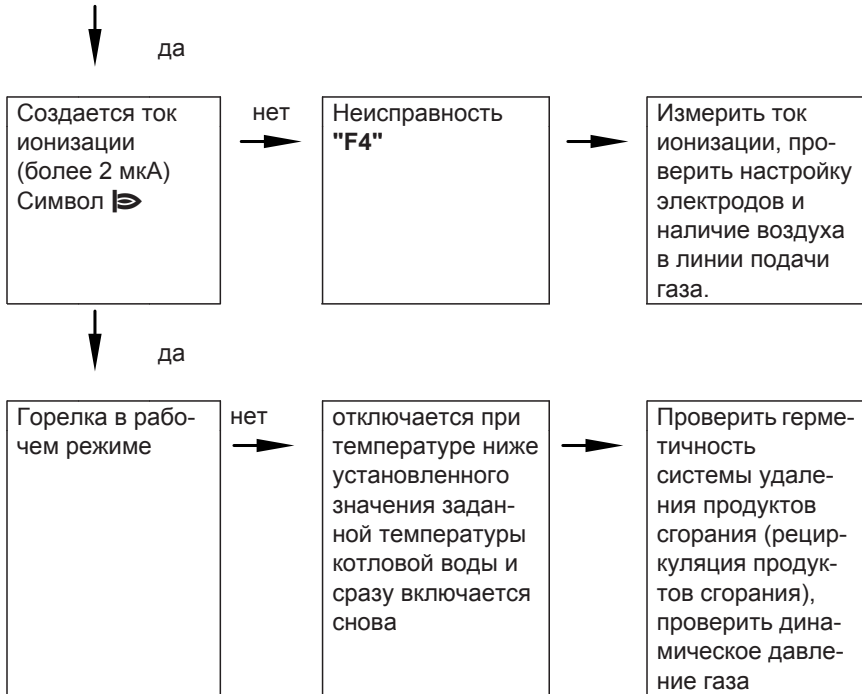 да
Создается ток
ионизации
(более 2 мкА)
Символ
нет
Неисправность
"F4"
Измерить ток
ионизации, про-
верить настройку
электродов и
наличие воздуха
в линии подачи
газа.
да
Горелка в рабо-
чем режиме
нет
отключается при
температуре ниже
установленного
значения задан-
ной температуры
котловой воды и
сразу включается
снова
Проверить герме-
тичность
системы удале-
ния продуктов
сгорания (рецир-
куляция продук-
тов сгорания),
проверить дина-
мическое давле-
ние газа